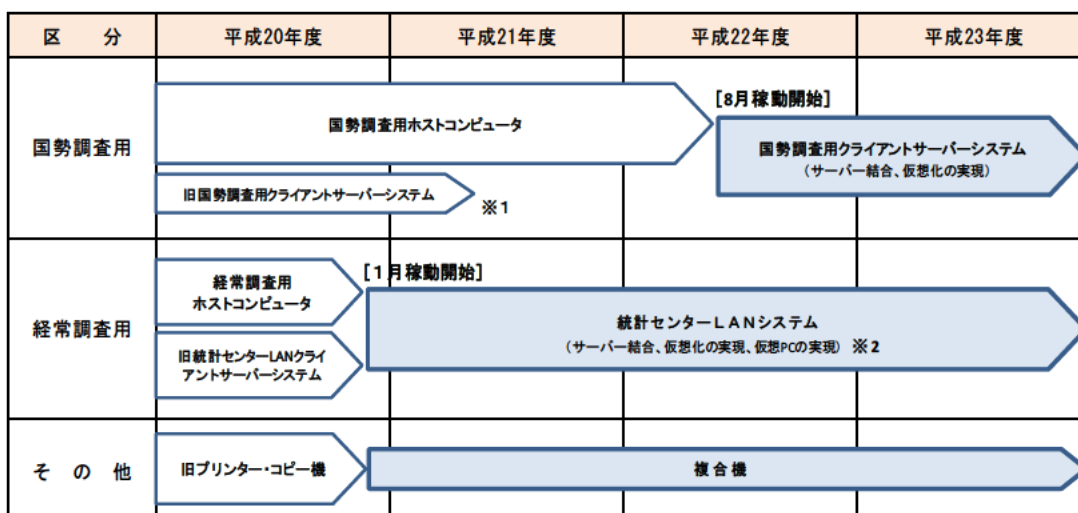 区 分
平成20年度
平成21年度
平成22年度
平成23年度
国勢調査用
国勢調査用ホストコンピュータ
[8月稼動開始]
国勢調査用クライアントサーバーシステム
(サーバー結合、仮想化の実現)
旧国勢調査用クライアントサーバーシステム
※1
経常調査用
経常調査用
ホストコンピュータ
[1月稼動開始]
旧統計センターLANクライ
アントサーバーシステム
統計センターLANシステム
(サーバー結合、仮想化の実現、仮想PCの実現) ※2
そ の 他
旧プリンター・コピー機
複合機